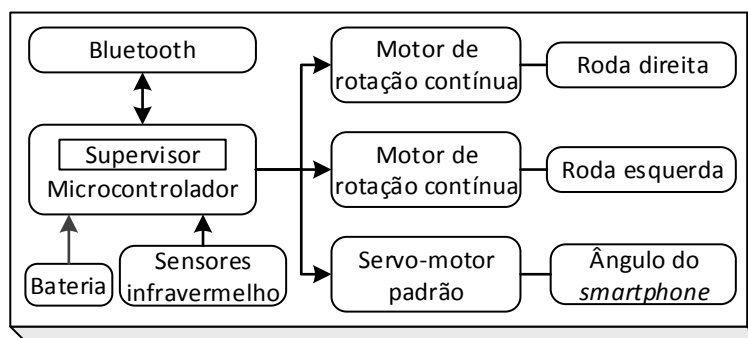 Bluetooth
Supervisor
Microcontrolador
Bateria
Sensores
infravermelho
Motor de
rotação contínua
Roda direita
Motor de
rotação contínua
Roda esquerda
Servo-motor
padrão
Ângulo do
smartphone